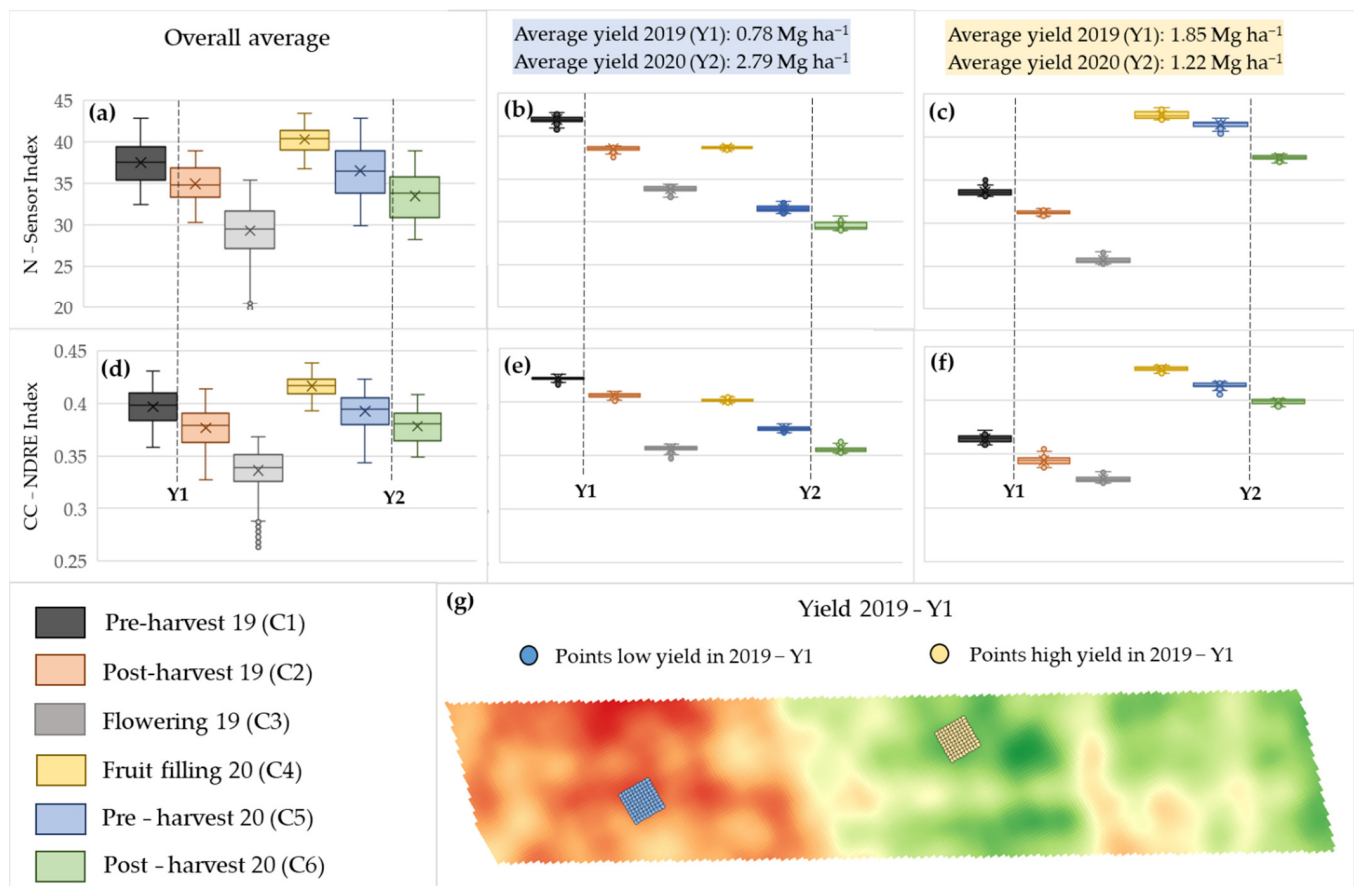 Overall average
Average yield 2019 (Y1): 0.78 Mg ha⁻¹
Average yield 2020 (Y2): 2.79 Mg ha⁻¹
Average yield 2019 (Y1): 1.85 Mg ha⁻¹
Average yield 2020 (Y2): 1.22 Mg ha⁻¹
N - Sensor Index
45
40
35
30
25
20
(a)
(b)
(c)
CC - NDRE Index
0.45
0.4
0.35
0.3
0.25
(d)
Y1
Y2
(e)
Y1
Y2
(f)
Y1
Y2
Pre-harvest 19 (C1)
Post-harvest 19 (C2)
Flowering 19 (C3)
Fruit filling 20 (C4)
Pre - harvest 20 (C5)
Post - harvest 20 (C6)
(g)
Yield 2019 - Y1
Points low yield in 2019 – Y1
Points high yield in 2019 – Y1